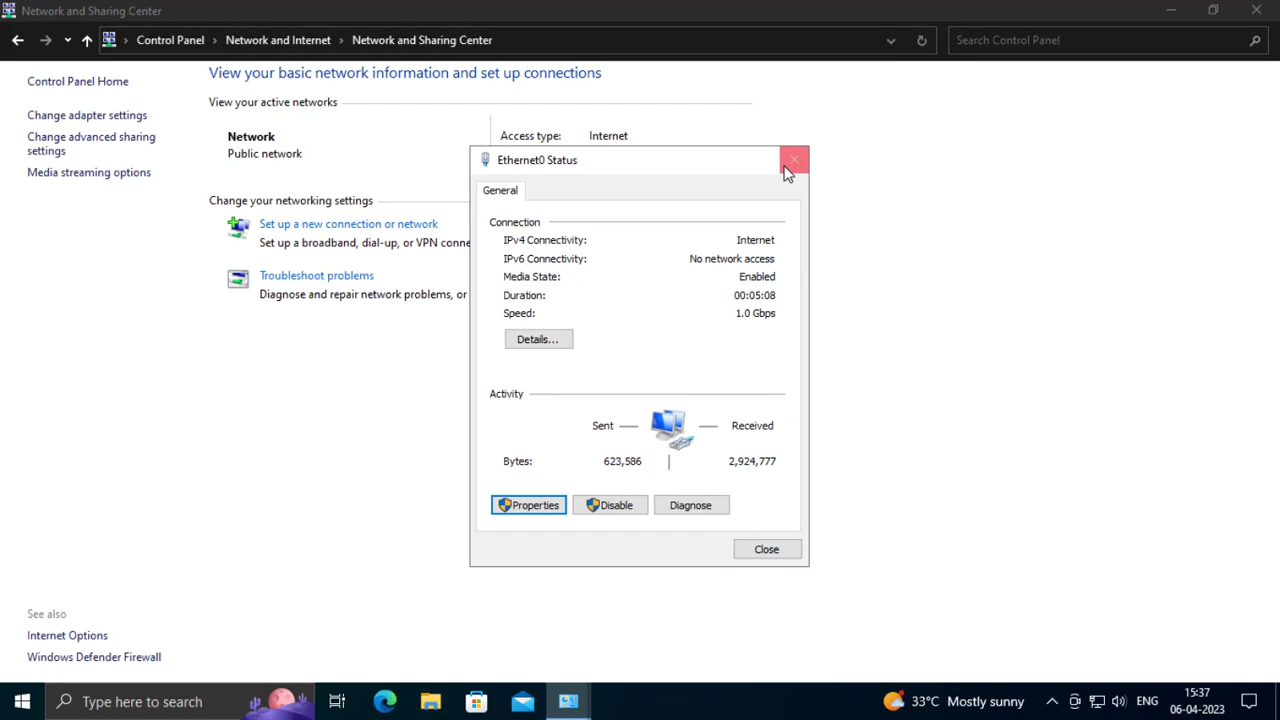 Network and Sharing Center
Control Panel > Network and Internet > Network and Sharing Center
Search Control Panel
Control Panel Home
Change adapter settings
Change advanced sharing
settings
Media streaming options
View your basic network information and set up connections
View your active networks
Network
Public network
Access type: Internet
Change your networking settings
Set up a new connection or network
Set up a broadband, dial-up, or VPN conne
Troubleshoot problems
Diagnose and repair network problems, or
Ethernet0 Status
General
Connection
IPv4 Connectivity: Internet
IPv6 Connectivity: No network access
Media State: Enabled
Duration: 00:05:08
Speed: 1.0 Gbps
Details...
Activity
Sent — — Received
Bytes: 623,586 | 2,924,777
Properties Disable Diagnose
Close
See also
Internet Options
Windows Defender Firewall
Type here to search
33°C Mostly sunny
ENG
15:37
06-04-2023